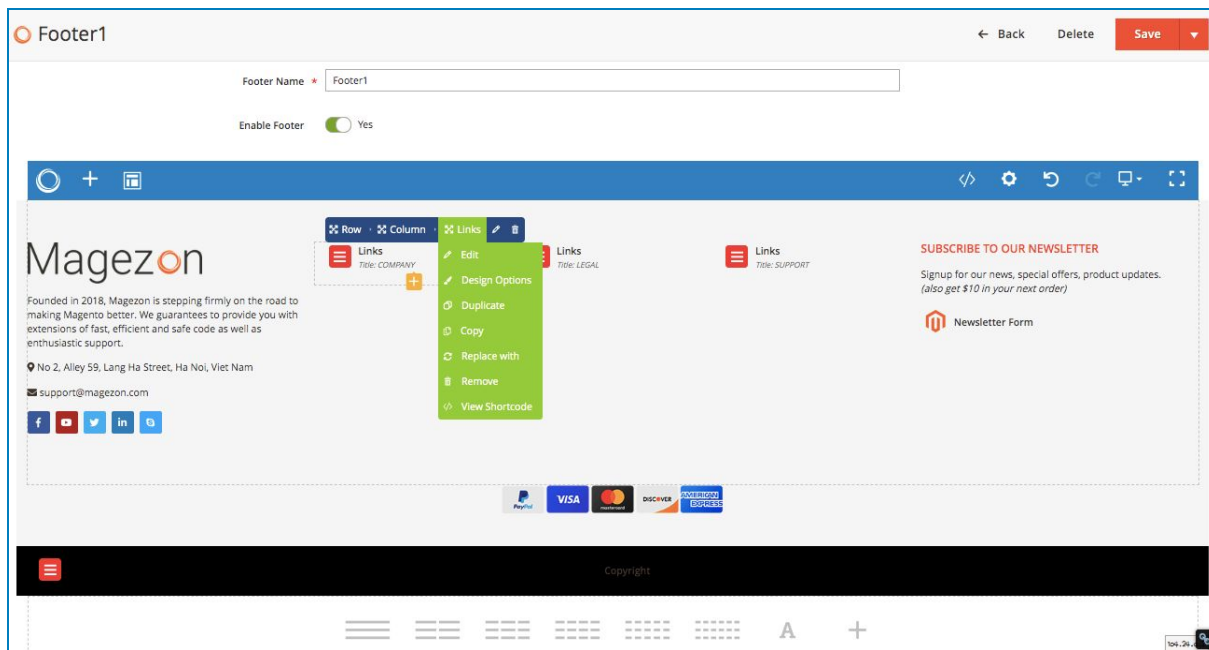 Footer1
← Back Delete Save
Footer Name *
Footer1
Enable Footer Yes
Row Column Links
Magezon
Founded in 2018, Magezon is stepping firmly on the road to
making Magento better. We guarantees to provide you with
extensions of fast, efficient and safe code as well as
enthusiastic support.
No 2, Alley 59, Lang Ha Street, Ha Noi, Viet Nam
support@magezon.com
Links
Title: COMPANY
Edit
Design Options
Duplicate
Copy
Replace with
Remove
View Shortcode
Links
Title: LEGAL
Links
Title: SUPPORT
SUBSCRIBE TO OUR NEWSLETTER
Signup for our news, special offers, product updates.
(also get $10 in your next order)
Newsletter Form
PayPal VISA mastercard DISCOVER AMERICAN EXPRESS
Copyright
A